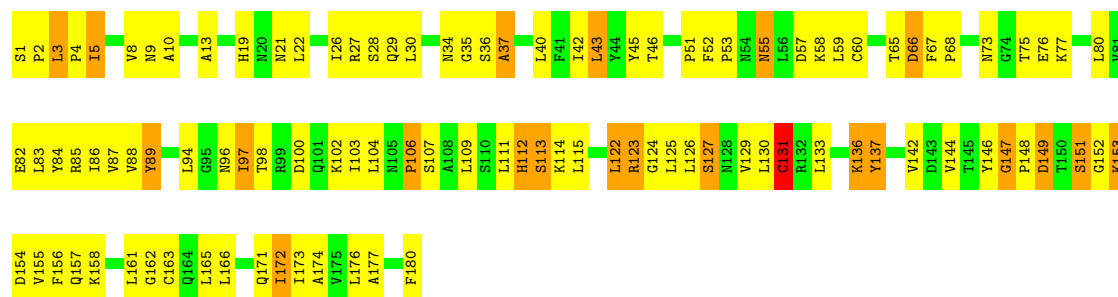 S1 P2 L3 P4 I5 V8 N9 A10 A13 H19 N20 N21 L22 I26 R27 S28 Q29 L30 N34 G35 S36 A37 L40 F41 I42 L43 Y44 Y45 T46 P51 F52 P53 N54 N55 L56 D57 K58 L59 C60 T65 D66 F67 P68 N73 G74 T75 E76 K77 L80 V81
E82 L83 Y84 R85 I86 V87 V88 Y89 L94 G95 N96 I97 T98 R99 D100 Q101 K102 I103 L104 N105 P106 S107 A108 L109 S110 L111 H112 S113 K114 L115 L122 R123 G124 L125 L126 S127 N128 V129 L130 C131 R132 L133 K136 Y137 V142 D143 V144 T145 Y146 G147 P148 D149 T150 S151 G152 K153
D154 V155 F156 Q157 K158 L161 G162 C163 Q164 L165 L166 Q171 I172 I173 A174 V175 L176 A177 F180